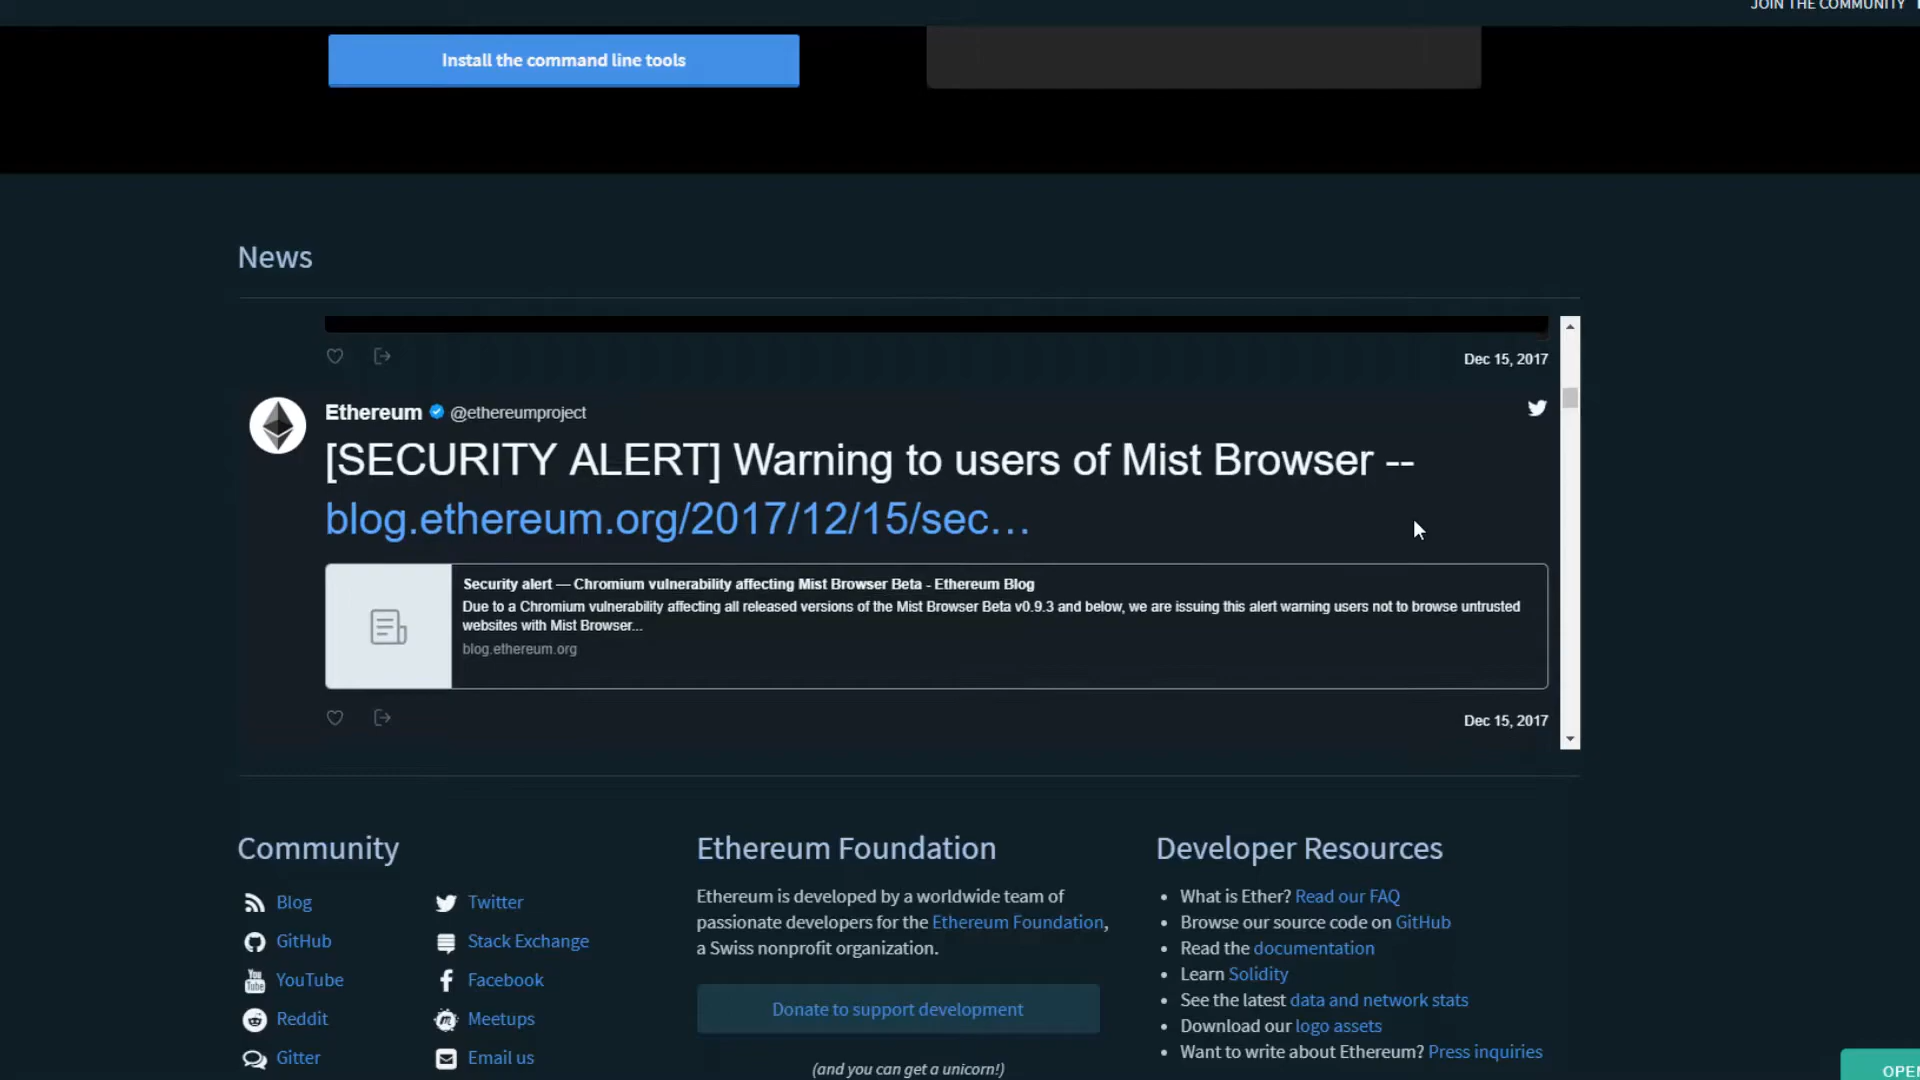 JOIN THE COMMUNITY
Install the command line tools
News
Dec 15, 2017
Ethereum @ethereumproject
[SECURITY ALERT] Warning to users of Mist Browser --
blog.ethereum.org/2017/12/15/sec…
Security alert — Chromium vulnerability affecting Mist Browser Beta - Ethereum Blog
Due to a Chromium vulnerability affecting all released versions of the Mist Browser Beta v0.9.3 and below, we are issuing this alert warning users not to browse untrusted
websites with Mist Browser...
blog.ethereum.org
Dec 15, 2017
Community
Blog
GitHub
YouTube
Reddit
Gitter
Twitter
Stack Exchange
Facebook
Meetups
Email us
Ethereum Foundation
Ethereum is developed by a worldwide team of
passionate developers for the Ethereum Foundation,
a Swiss nonprofit organization.
Donate to support development
(and you can get a unicorn!)
Developer Resources
What is Ether? Read our FAQ
Browse our source code on GitHub
Read the documentation
Learn Solidity
See the latest data and network stats
Download our logo assets
Want to write about Ethereum? Press inquiries